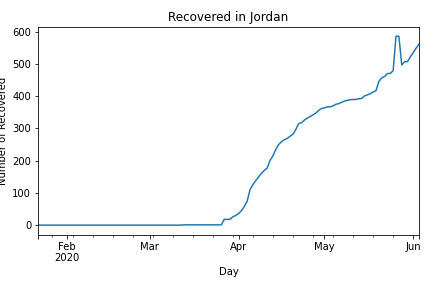 Recovered in Jordan
600
500
400
300
200
100
0
Number of Recovered
Feb
2020
Mar
Apr
May
Jun
Day